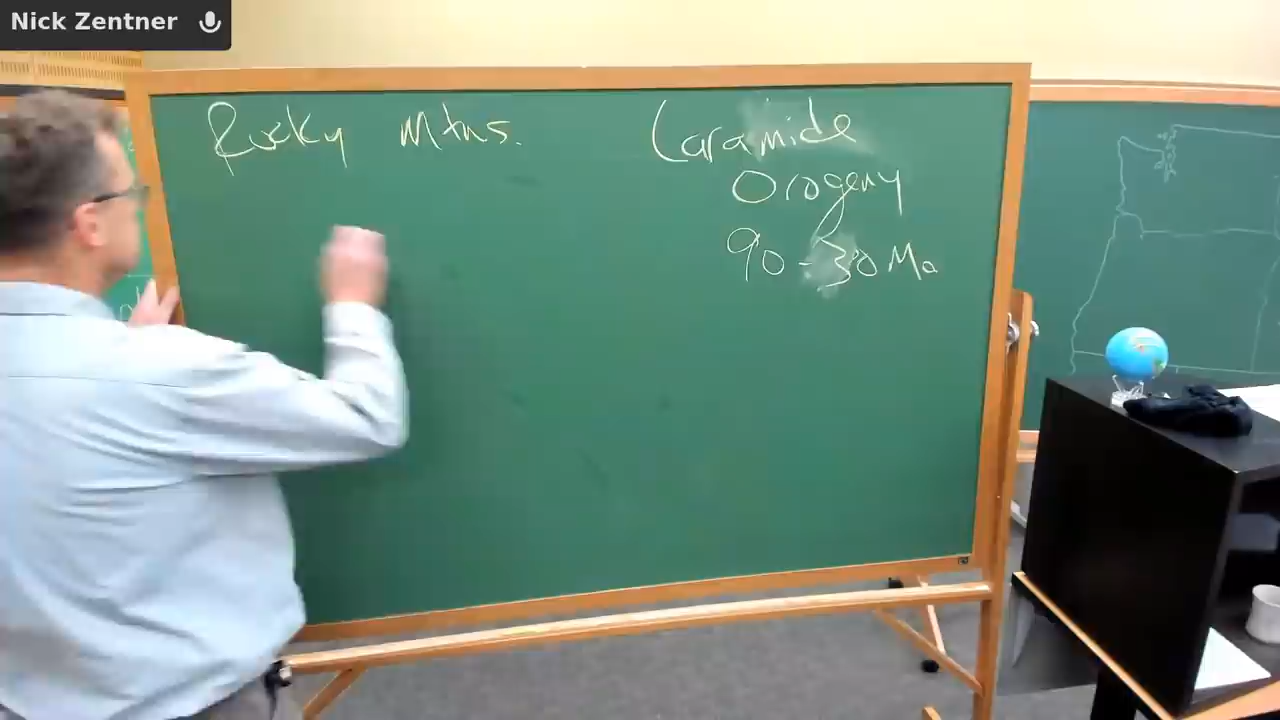 Nick Zentner
Rocky Mtns.
Laramide
Orogeny
90-30 Ma